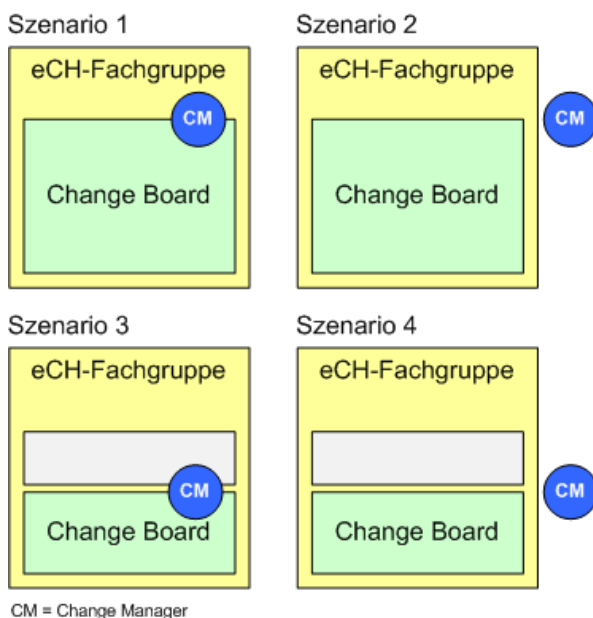 Szenario 1
Szenario 2
eCH-Fachgruppe
eCH-Fachgruppe
CM
CM
Change Board
Change Board
Szenario 3
Szenario 4
eCH-Fachgruppe
eCH-Fachgruppe
CM
CM
Change Board
Change Board
CM = Change Manager